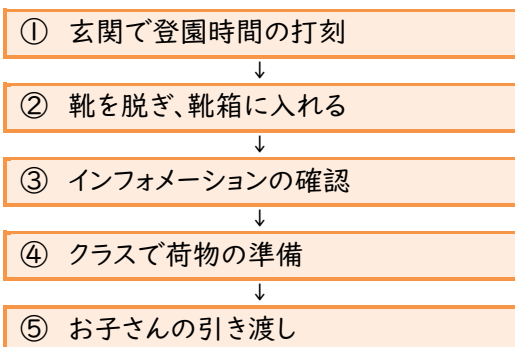 ① 玄関で登園時間の打刻
↓
② 靴を脱ぎ、靴箱に入れる
↓
③ インフォメーションの確認
↓
④ クラスで荷物の準備
↓
⑤ お子さんの引き渡し